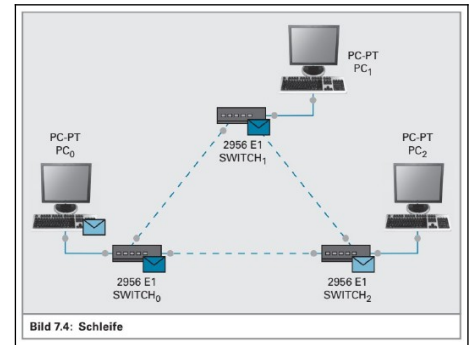 PC-PT
PC1
PC-PT
PC0
2956 E1
SWITCH1
PC-PT
PC2
2956 E1
SWITCH0
2956 E1
SWITCH2
Bild 7.4: Schleife